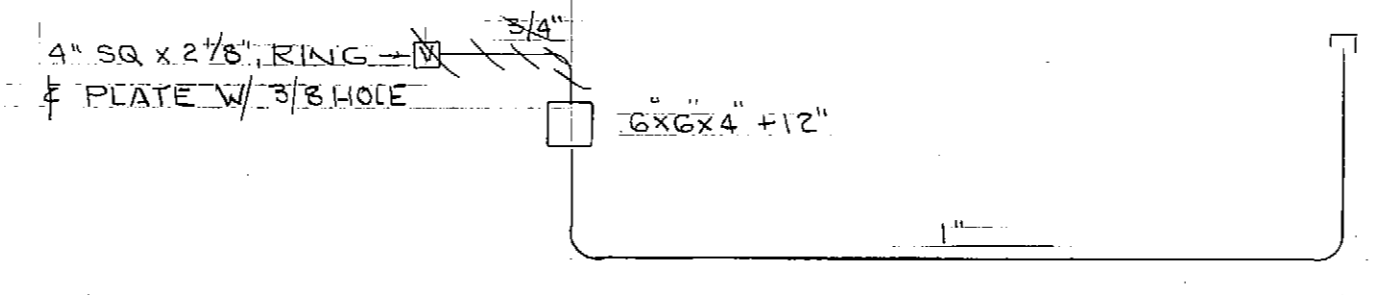 3/4"
4" SQ x 2 1/8", RING →
& PLATE W/ 3/8 HOLE
W
6"x6"x4" +12"
1"